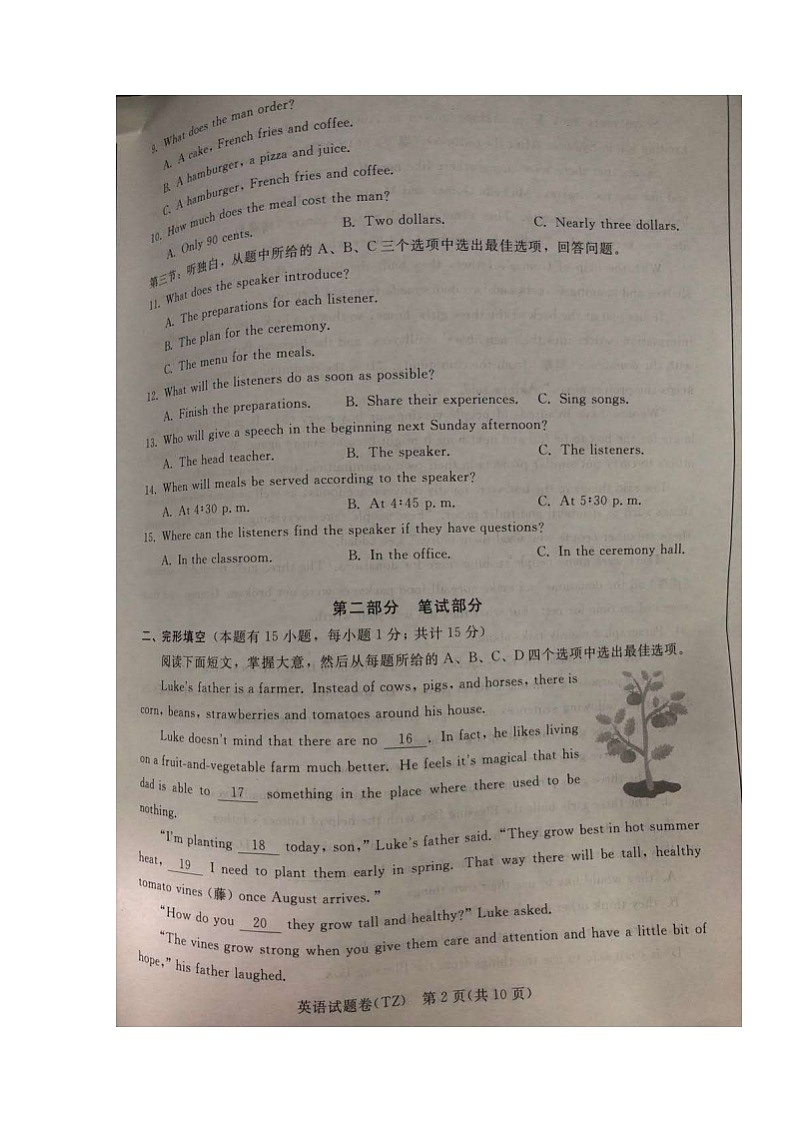 9. What does the man order?
A. A cake, French fries and coffee.
B. A hamburger, a pizza and juice.
C. A hamburger, French fries and coffee.
10. How much does the meal cost the man?
A. Only 90 cents. B. Two dollars. C. Nearly three dollars.
第三节：听独白，从题中所给的 A、B、C 三个选项中选出最佳选项，回答问题。
11. What does the speaker introduce?
A. The preparations for each listener.
B. The plan for the ceremony.
C. The menu for the meals.
12. What will the listeners do as soon as possible?
A. Finish the preparations. B. Share their experiences. C. Sing songs.
13. Who will give a speech in the beginning next Sunday afternoon?
A. The head teacher. B. The speaker. C. The listeners.
14. When will meals be served according to the speaker?
A. At 4:30 p. m. B. At 4:45 p. m. C. At 5:30 p. m.
15. Where can the listeners find the speaker if they have questions?
A. In the classroom. B. In the office. C. In the ceremony hall.
第二部分 笔试部分
二、完形填空（本题有 15 小题，每小题 1 分；共计 15 分）
阅读下面短文，掌握大意，然后从每题所给的 A、B、C、D 四个选项中选出最佳选项。
Luke's father is a farmer. Instead of cows, pigs, and horses, there is
corn, beans, strawberries and tomatoes around his house.
Luke doesn't mind that there are no 16 . In fact, he likes living
on a fruit-and-vegetable farm much better. He feels it's magical that his
dad is able to 17 something in the place where there used to be
nothing.
"I'm planting 18 today, son," Luke's father said. "They grow best in hot summer
heat, 19 I need to plant them early in spring. That way there will be tall, healthy
tomato vines (藤) once August arrives."
"How do you 20 they grow tall and healthy?" Luke asked.
"The vines grow strong when you give them care and attention and have a little bit of
hope," his father laughed.
英语试题卷(TZ) 第 2 页(共 10 页)